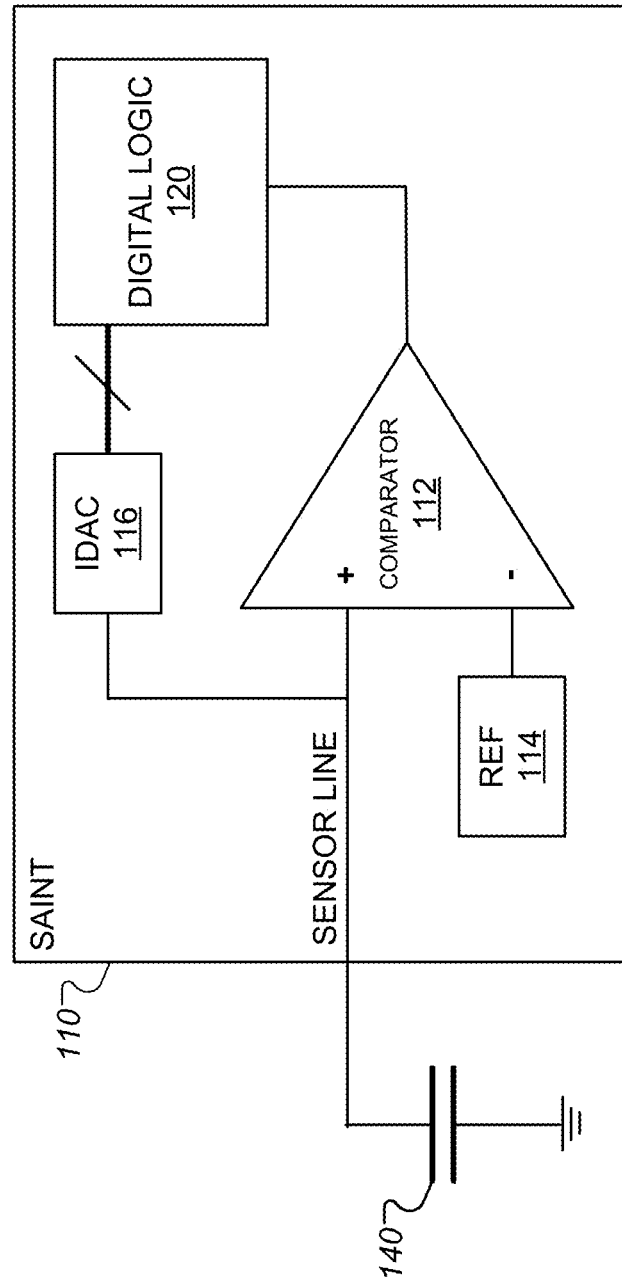 SAINT
110
IDAC
116
DIGITAL LOGIC
120
SENSOR LINE
+
COMPARATOR
112
-
REF
114
140